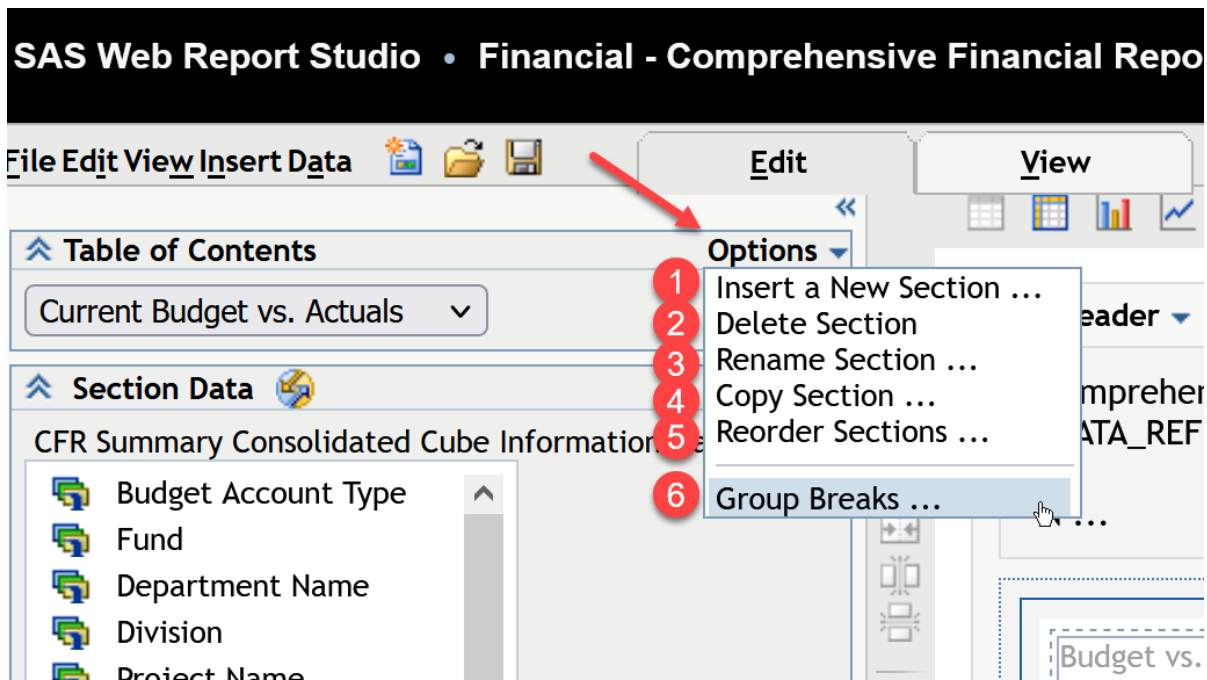 SAS Web Report Studio • Financial - Comprehensive Financial Repo
File Edit View Insert Data
Edit
View
Table of Contents
Options
Current Budget vs. Actuals
1 Insert a New Section ...
2 Delete Section
3 Rename Section ...
4 Copy Section ...
5 Reorder Sections ...
6 Group Breaks ...
Section Data
CFR Summary Consolidated Cube Information
Budget Account Type
Fund
Department Name
Division
Project Name
eader
mprehen
ATA_REF
...
Budget vs.